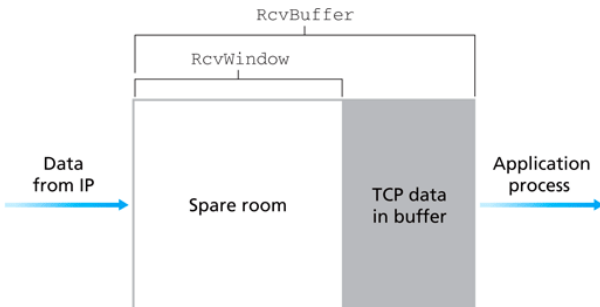 RcvBuffer
RcvWindow
Data
from IP
Spare room
TCP data
in buffer
Application
process